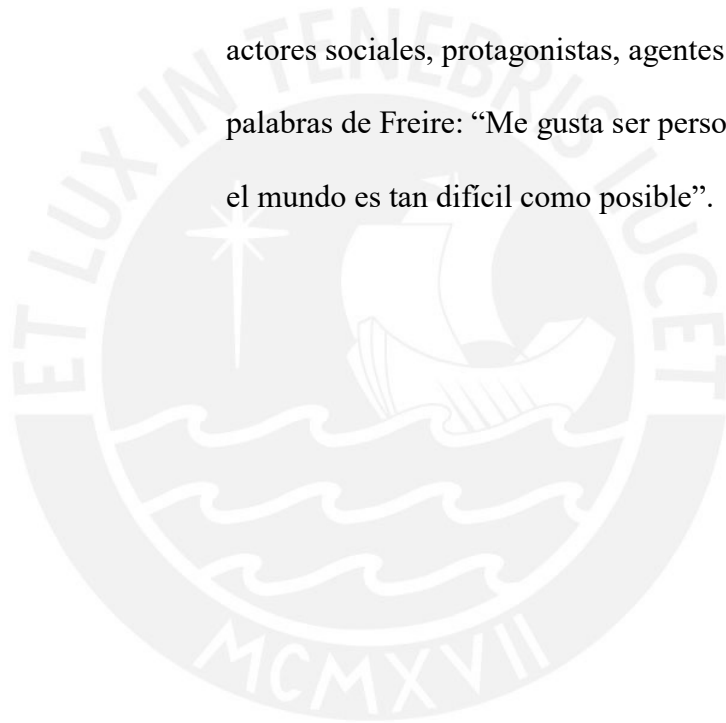 actores sociales, protagonistas, agentes
palabras de Freire: “Me gusta ser perso
el mundo es tan difícil como posible”.
ET LUX IN TENEBRIS LUCET
MCMXVII